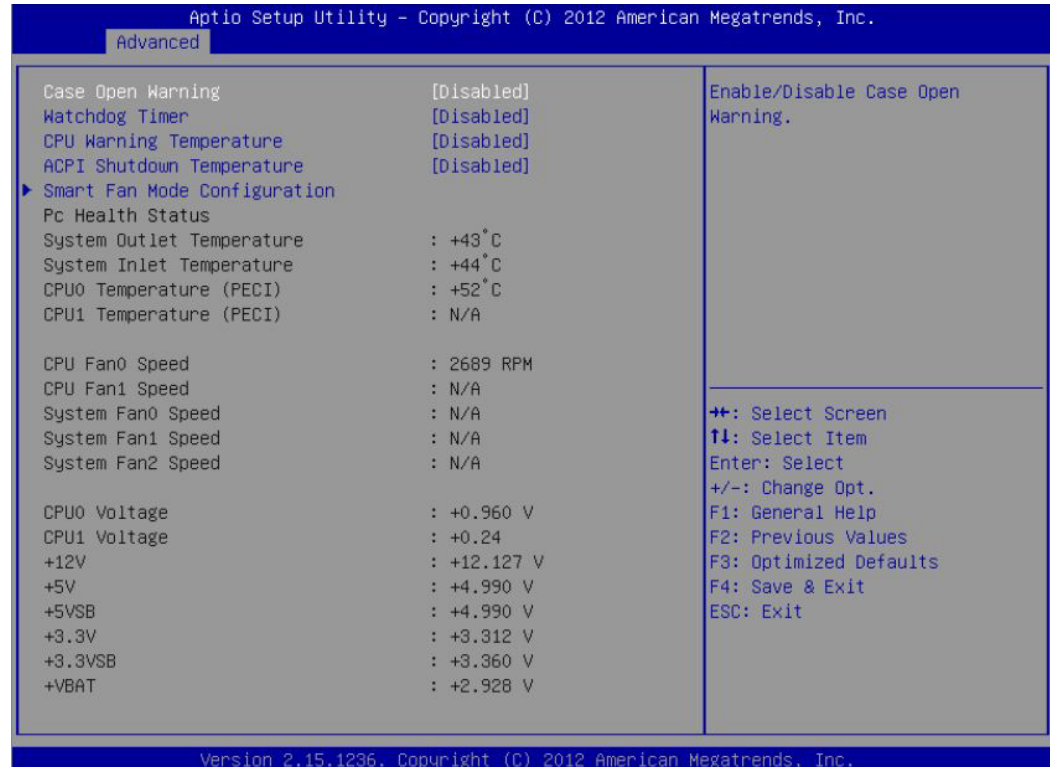 Aptio Setup Utility – Copyright (C) 2012 American Megatrends, Inc.
Advanced
Case Open Warning [Disabled]
Watchdog Timer [Disabled]
CPU Warning Temperature [Disabled]
ACPI Shutdown Temperature [Disabled]
Smart Fan Mode Configuration
Pc Health Status
System Outlet Temperature : +43°C
System Inlet Temperature : +44°C
CPU0 Temperature (PECI) : +52°C
CPU1 Temperature (PECI) : N/A
CPU Fan0 Speed : 2689 RPM
CPU Fan1 Speed : N/A
System Fan0 Speed : N/A
System Fan1 Speed : N/A
System Fan2 Speed : N/A
CPU0 Voltage : +0.960 V
CPU1 Voltage : +0.24
+12V : +12.127 V
+5V : +4.990 V
+5VSB : +4.990 V
+3.3V : +3.312 V
+3.3VSB : +3.360 V
+VBAT : +2.928 V
Enable/Disable Case Open
Warning.
→←: Select Screen
↑↓: Select Item
Enter: Select
+/-: Change Opt.
F1: General Help
F2: Previous Values
F3: Optimized Defaults
F4: Save & Exit
ESC: Exit
Version 2.15.1236. Copyright (C) 2012 American Megatrends, Inc.